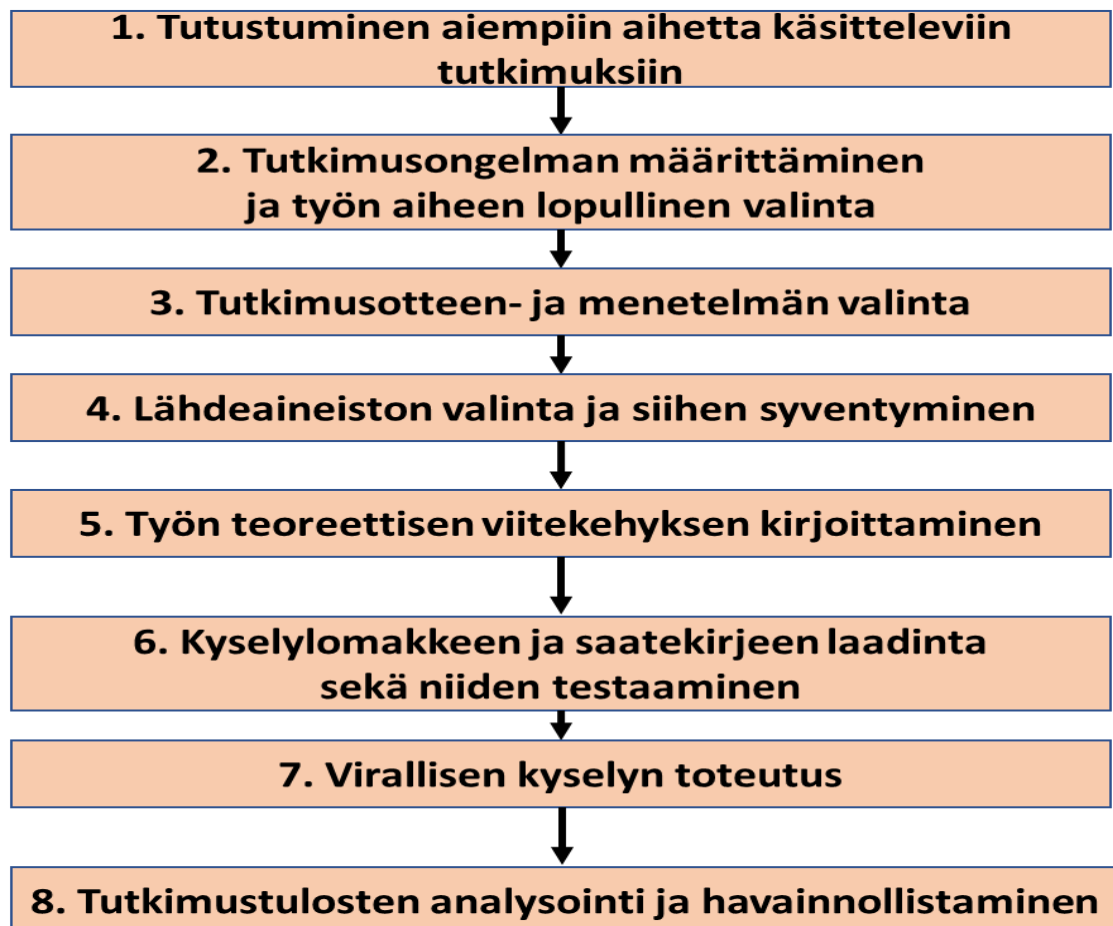 1. Tutustuminen aiempiin aihetta käsitteleviin
tutkimuksiin
2. Tutkimusongelman määrittäminen
ja työn aiheen lopullinen valinta
3. Tutkimusotteen- ja menetelmän valinta
4. Lähdeaineiston valinta ja siihen syventyminen
5. Työn teoreettisen viitekehyksen kirjoittaminen
6. Kyselylomakkeen ja saatekirjeen laadinta
sekä niiden testaaminen
7. Virallisen kyselyn toteutus
8. Tutkimustulosten analysointi ja havainnollistaminen